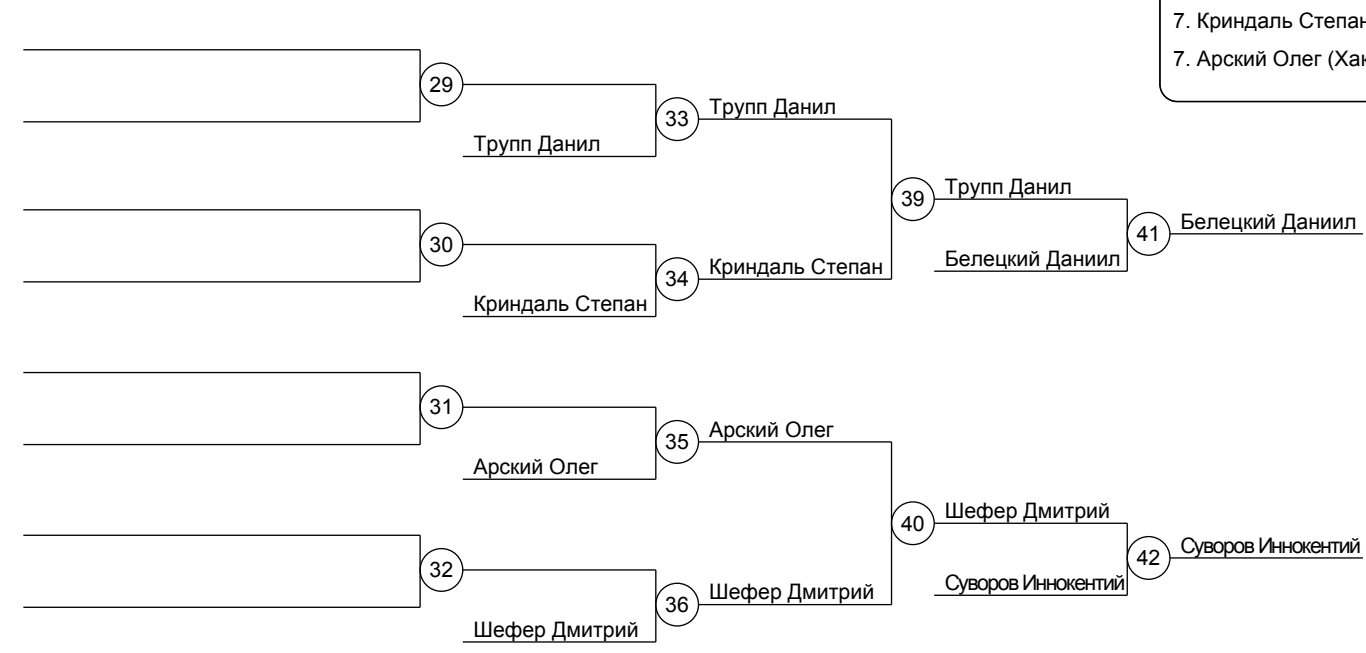 7. Криндаль Степан
7. Арский Олег (Хак
29
33
Трупп Данил
Трупп Данил
39
Трупп Данил
41
Белецкий Даниил
30
34
Криндаль Степан
Белецкий Даниил
Криндаль Степан
31
35
Арский Олег
Арский Олег
40
Шефер Дмитрий
42
Суворов Иннокентий
32
36
Шефер Дмитрий
Суворов Иннокентий
Шефер Дмитрий